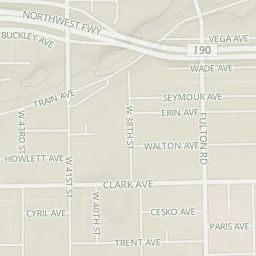 NORTHWEST FWY
BUCKLEY AVE
VEGA AVE
I90
WADE AVE
TRAIN AVE
SEYMOUR AVE
ERIN AVE
W 43RD ST
W 38TH ST
FULTON RD
WALTON AVE
HOWLETT AVE
W 41ST ST
CLARK AVE
W 40TH ST
CYRIL AVE
CESKO AVE
PARIS AVE
TRENT AVE